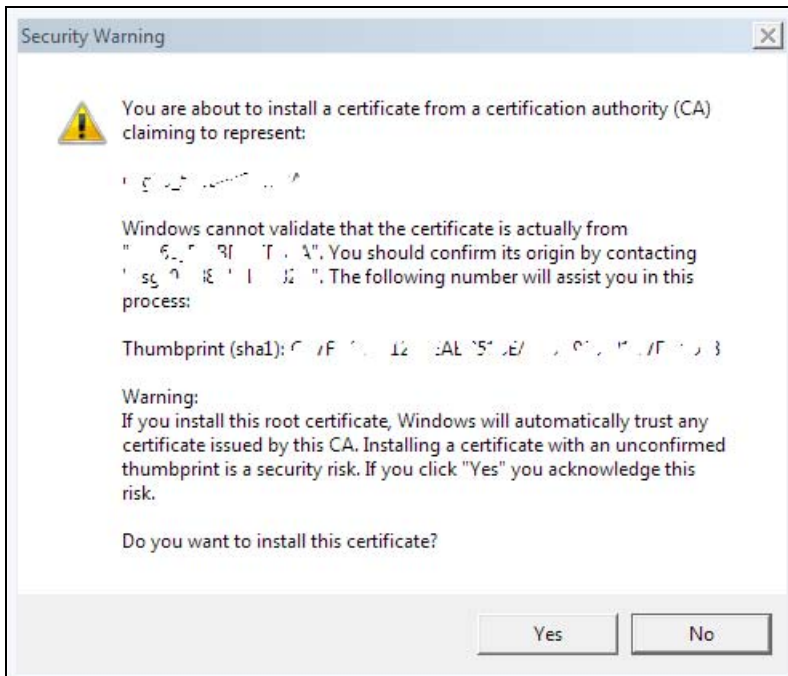 Security Warning
You are about to install a certificate from a certification authority (CA)
claiming to represent:
Windows cannot validate that the certificate is actually from
You should confirm its origin by contacting
The following number will assist you in this
process:
Thumbprint (sha1):
Warning:
If you install this root certificate, Windows will automatically trust any
certificate issued by this CA. Installing a certificate with an unconfirmed
thumbprint is a security risk. If you click "Yes" you acknowledge this
risk.
Do you want to install this certificate?
Yes No